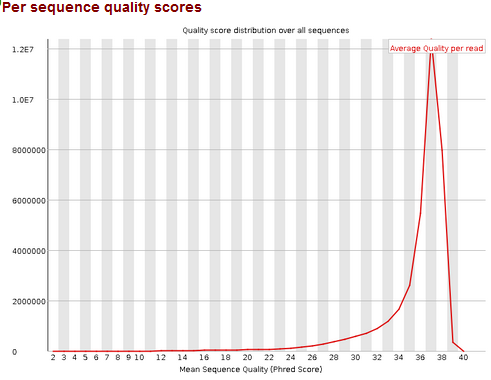 Per sequence quality scores
Quality score distribution over all sequences
Average Quality per read
1.2E7
1.0E7
8000000
6000000
4000000
2000000
0
2 3 4 5 6 7 8 9 10 12 14 16 18 20 22 24 26 28 30 32 34 36 38 40
Mean Sequence Quality (Phred Score)